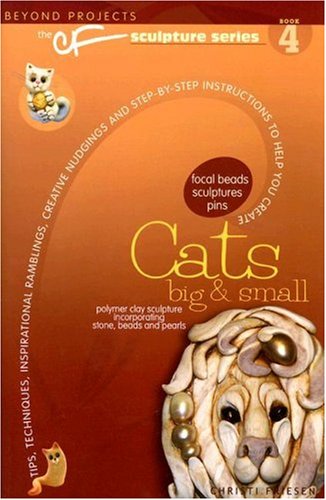 BEYOND PROJECTS
the CF sculpture series
BOOK
4
TIPS, TECHNIQUES, INSPIRATIONAL RAMBLINGS, CREATIVE NUDGINGS AND STEP-BY-STEP INSTRUCTIONS TO HELP YOU CREATE
focal beads
sculptures
pins
Cats
big & small
polymer clay sculpture
incorporating
stone, beads and pearls
CHRISTI FRIESEN